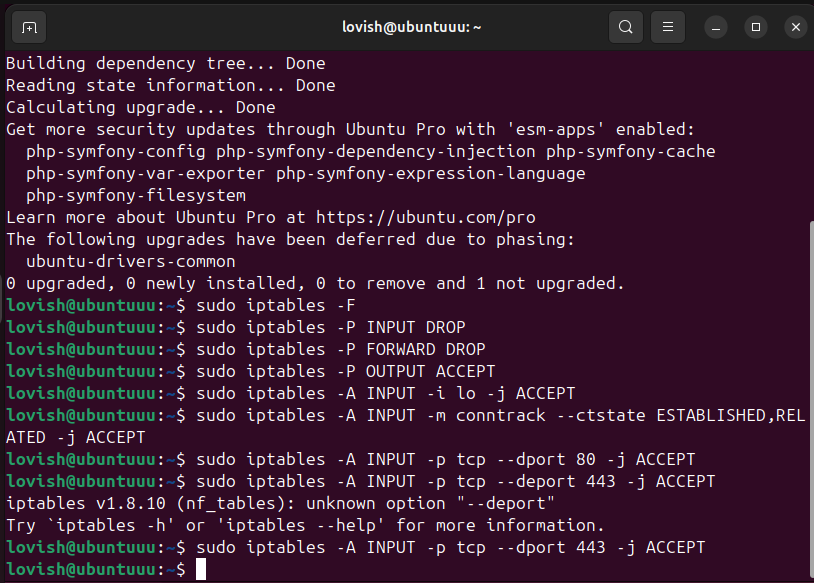 lovish@ubuntuuu: ~
Building dependency tree... Done
Reading state information... Done
Calculating upgrade... Done
Get more security updates through Ubuntu Pro with 'esm-apps' enabled:
  php-symfony-config php-symfony-dependency-injection php-symfony-cache
  php-symfony-var-exporter php-symfony-expression-language
  php-symfony-filesystem
Learn more about Ubuntu Pro at https://ubuntu.com/pro
The following upgrades have been deferred due to phasing:
  ubuntu-drivers-common
0 upgraded, 0 newly installed, 0 to remove and 1 not upgraded.
lovish@ubuntuuu:~$ sudo iptables -F
lovish@ubuntuuu:~$ sudo iptables -P INPUT DROP
lovish@ubuntuuu:~$ sudo iptables -P FORWARD DROP
lovish@ubuntuuu:~$ sudo iptables -P OUTPUT ACCEPT
lovish@ubuntuuu:~$ sudo iptables -A INPUT -i lo -j ACCEPT
lovish@ubuntuuu:~$ sudo iptables -A INPUT -m conntrack --ctstate ESTABLISHED,REL
ATED -j ACCEPT
lovish@ubuntuuu:~$ sudo iptables -A INPUT -p tcp --dport 80 -j ACCEPT
lovish@ubuntuuu:~$ sudo iptables -A INPUT -p tcp --deport 443 -j ACCEPT
iptables v1.8.10 (nf_tables): unknown option "--deport"
Try `iptables -h' or 'iptables --help' for more information.
lovish@ubuntuuu:~$ sudo iptables -A INPUT -p tcp --dport 443 -j ACCEPT
lovish@ubuntuuu:~$